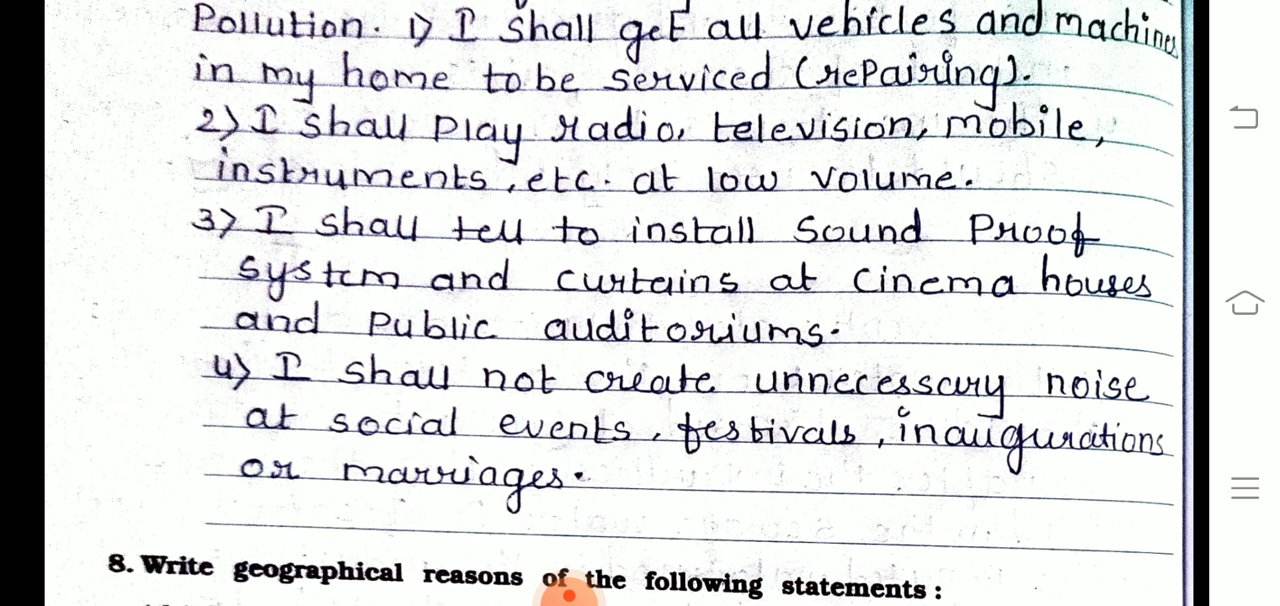 Pollution. 1) I shall get all vehicles and machines
in my home to be serviced (repairing).
2) I shall play radio, television, mobile,
instruments, etc. at low volume.
3) I shall tell to install Sound Proof
system and curtains at cinema houses
and Public auditoriums.
4) I shall not create unnecessary noise
at social events, festivals, inaugurations
or marriages.
8. Write geographical reasons of the following statements :